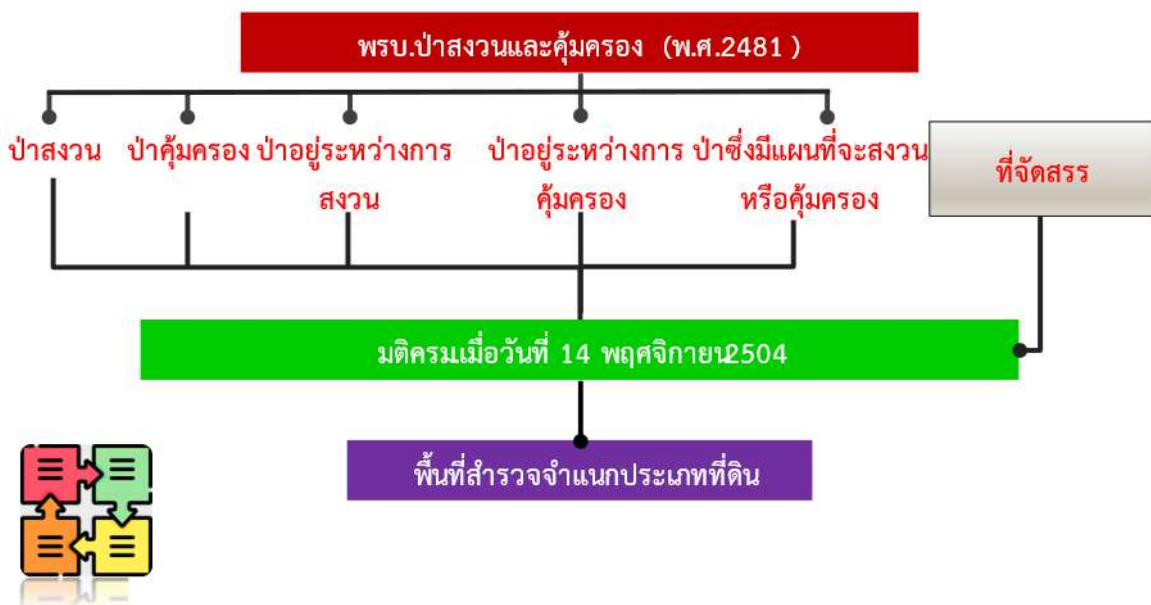 พรบ.ป่าสงวนและคุ้มครอง (พ.ศ.2481 )
ป่าสงวน
ป่าคุ้มครอง
ป่าอยู่ระหว่างการ
สงวน
ป่าอยู่ระหว่างการ
คุ้มครอง
ป่าซึ่งมีแผนที่จะสงวน
หรือคุ้มครอง
ที่จัดสรร
มติครม.เมื่อวันที่ 14 พฤศจิกายน2504
พื้นที่สำรวจจำแนกประเภทที่ดิน